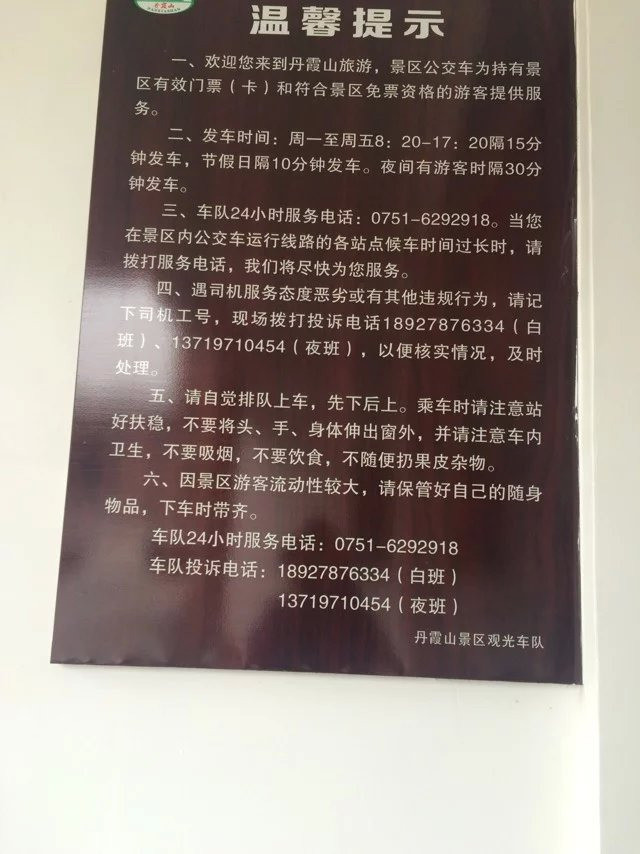 丹霞山
DANXIASHAN
温馨提示
一、欢迎您来到丹霞山旅游，景区公交车为持有景
区有效门票（卡）和符合景区免票资格的游客提供服
务。
二、发车时间：周一至周五8：20-17：20隔15分
钟发车，节假日隔10分钟发车。夜间有游客时隔30分
钟发车。
三、车队24小时服务电话：0751-6292918。当您
在景区内公交车运行线路的各站点候车时间过长时，请
拨打服务电话，我们将尽快为您服务。
四、遇司机服务态度恶劣或有其他违规行为，请记
下司机工号，现场拨打投诉电话18927876334（白
班）、13719710454（夜班），以便核实情况，及时
处理。
五、请自觉排队上车，先下后上。乘车时请注意站
好扶稳，不要将头、手、身体伸出窗外，并请注意车内
卫生，不要吸烟，不要饮食，不随便扔果皮杂物。
六、因景区游客流动性较大，请保管好自己的随身
物品，下车时带齐。
车队24小时服务电话：0751-6292918
车队投诉电话：18927876334（白班）
13719710454（夜班）
丹霞山景区观光车队